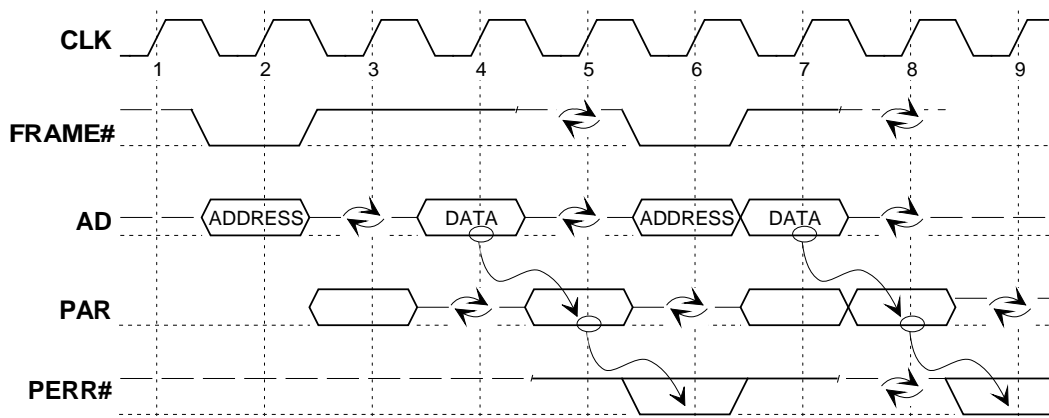 CLK
1 2 3 4 5 6 7 8 9
FRAME#
AD
ADDRESS
DATA
ADDRESS
DATA
PAR
PERR#